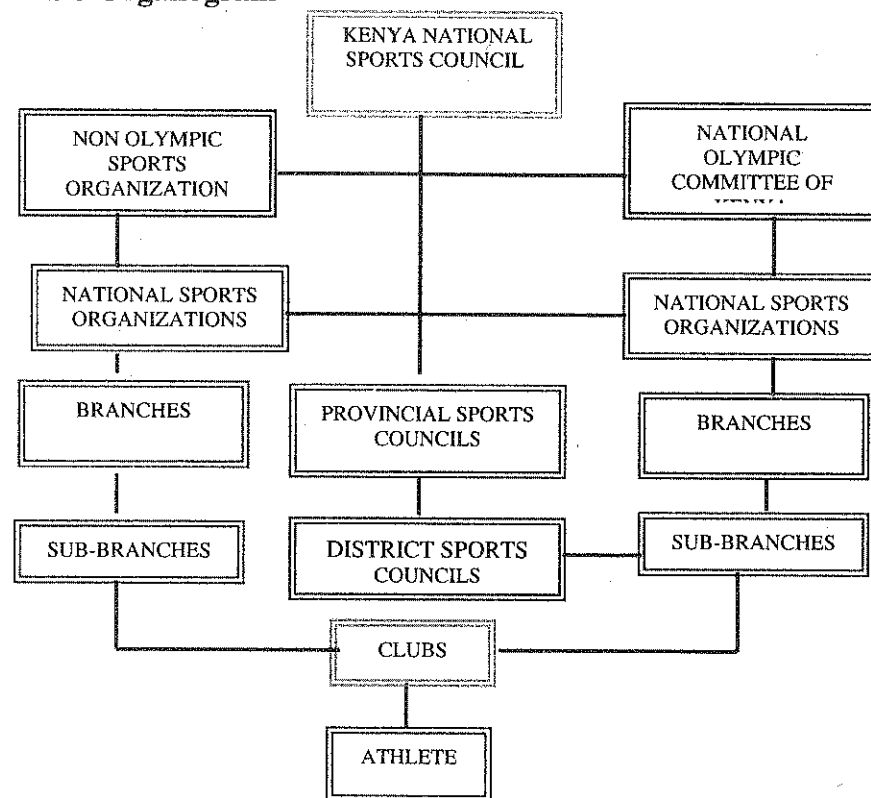 KENYA NATIONAL
SPORTS COUNCIL
NON OLYMPIC
SPORTS
ORGANIZATION
NATIONAL
OLYMPIC
COMMITTEE OF
NATIONAL SPORTS
ORGANIZATIONS
NATIONAL SPORTS
ORGANIZATIONS
BRANCHES
PROVINCIAL SPORTS
COUNCILS
BRANCHES
SUB-BRANCHES
DISTRICT SPORTS
COUNCILS
SUB-BRANCHES
CLUBS
ATHLETE